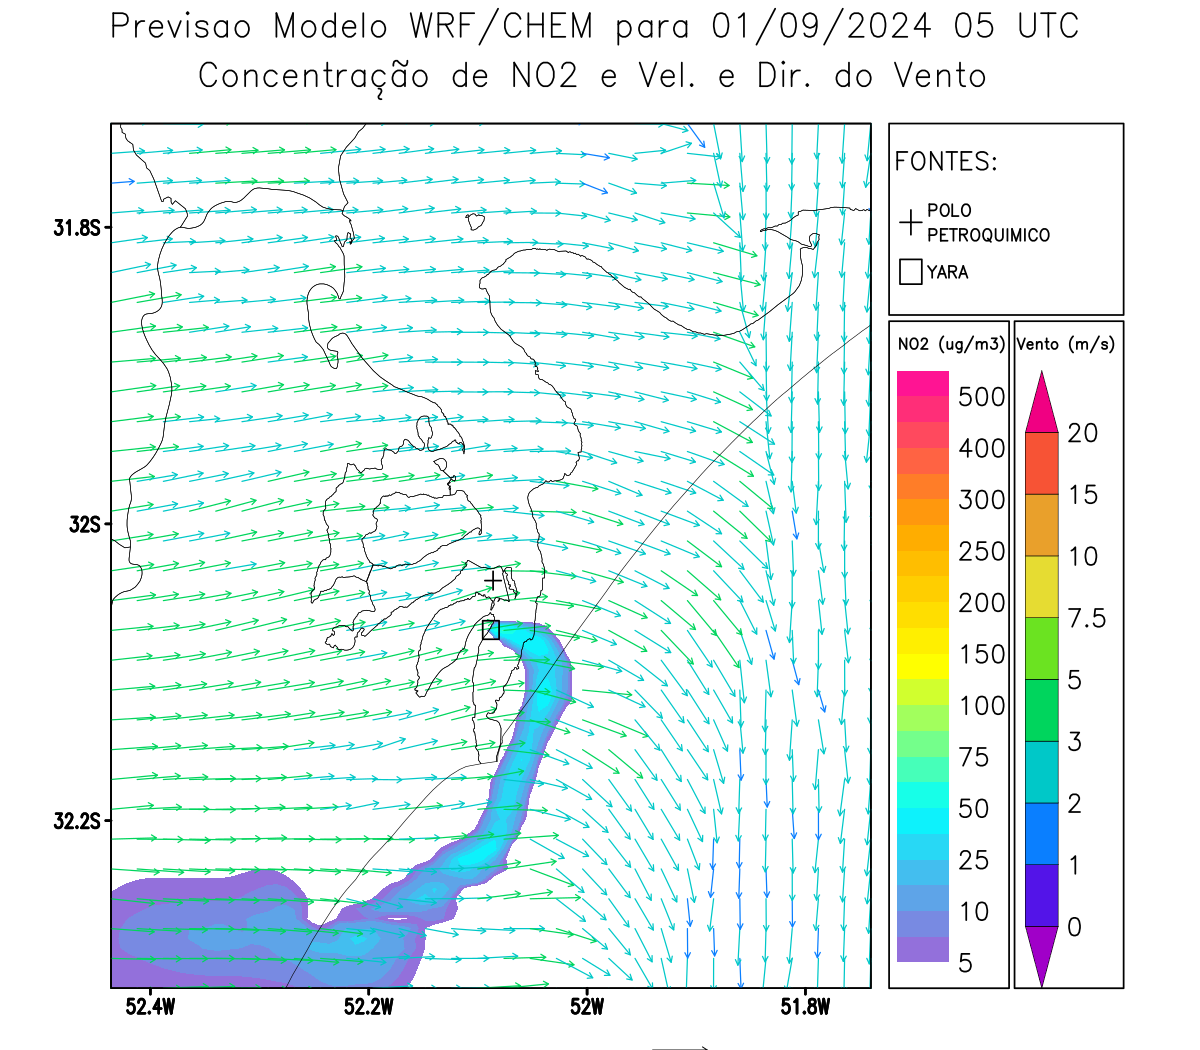 Previsao Modelo WRF/CHEM para 01/09/2024 05 UTC
Concentração de NO2 e Vel. e Dir. do Vento
FONTES:
POLO
PETROQUIMICO
YARA
NO2 (ug/m3)
500
400
300
250
200
150
100
75
50
25
10
5
Vento (m/s)
20
15
10
7.5
5
3
2
1
0
31.8S
32S
32.2S
52.4W 52.2W 52W 51.8W